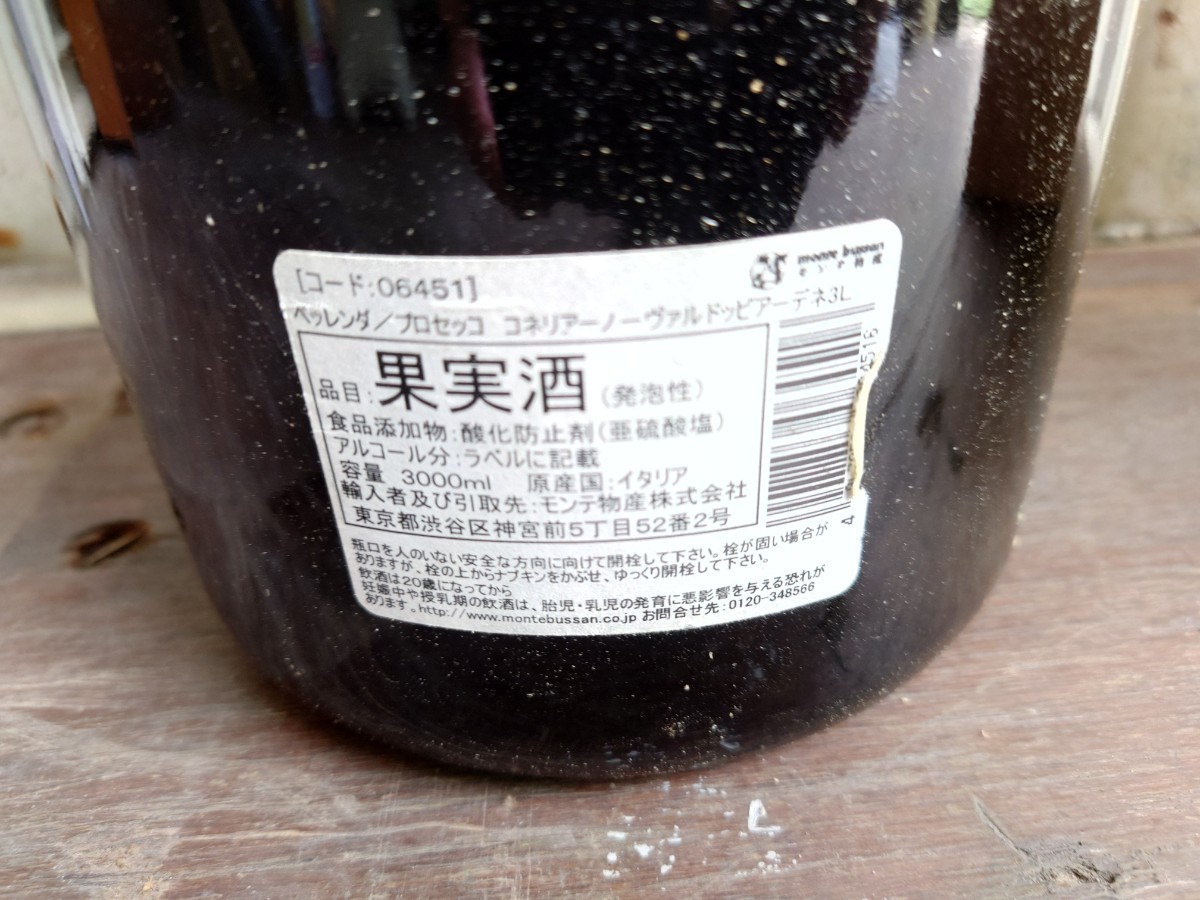 [コード:06451]
monte bussan
モンテ物産
ベッレンダ/プロセッコ コネリアーノーヴァルドッビアーデネ3L
品目:果実酒(発泡性)
食品添加物:酸化防止剤(亜硫酸塩)
アルコール分:ラベルに記載
容量 3000ml 原産国:イタリア
輸入者及び引取先:モンテ物産株式会社
東京都渋谷区神宮前5丁目52番2号
瓶口を人のいない安全な方向に向けて開栓して下さい。栓が固い場合が
ありますが、栓の上からナプキンをかぶせ、ゆっくり開栓して下さい。
飲酒は20歳になってから
妊娠中や授乳期の飲酒は、胎児・乳児の発育に悪影響を与える恐れが
あります。http://www.montebussan.co.jp お問合せ先:0120-348566